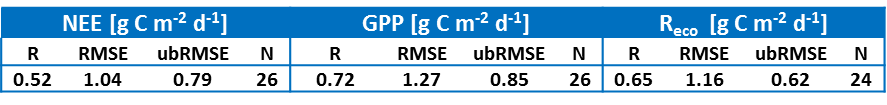 NEE [g C m⁻² d⁻¹] GPP [g C m⁻² d⁻¹] Rₑcₒ [g C m⁻² d⁻¹]
R RMSE ubRMSE N R RMSE ubRMSE N R RMSE ubRMSE N
0.52 1.04 0.79 26 0.72 1.27 0.85 26 0.65 1.16 0.62 24